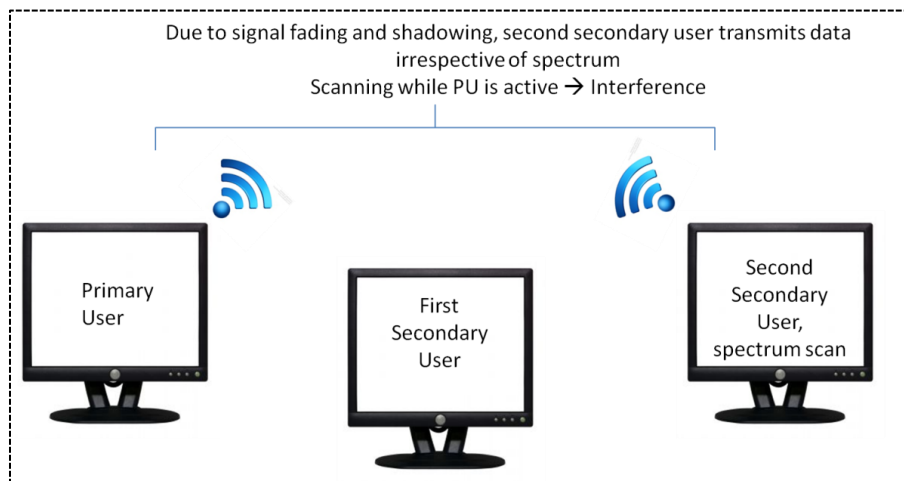 Due to signal fading and shadowing, second secondary user transmits data
irrespective of spectrum
Scanning while PU is active → Interference
Primary
User
First
Secondary
User
Second
Secondary
User,
spectrum scan